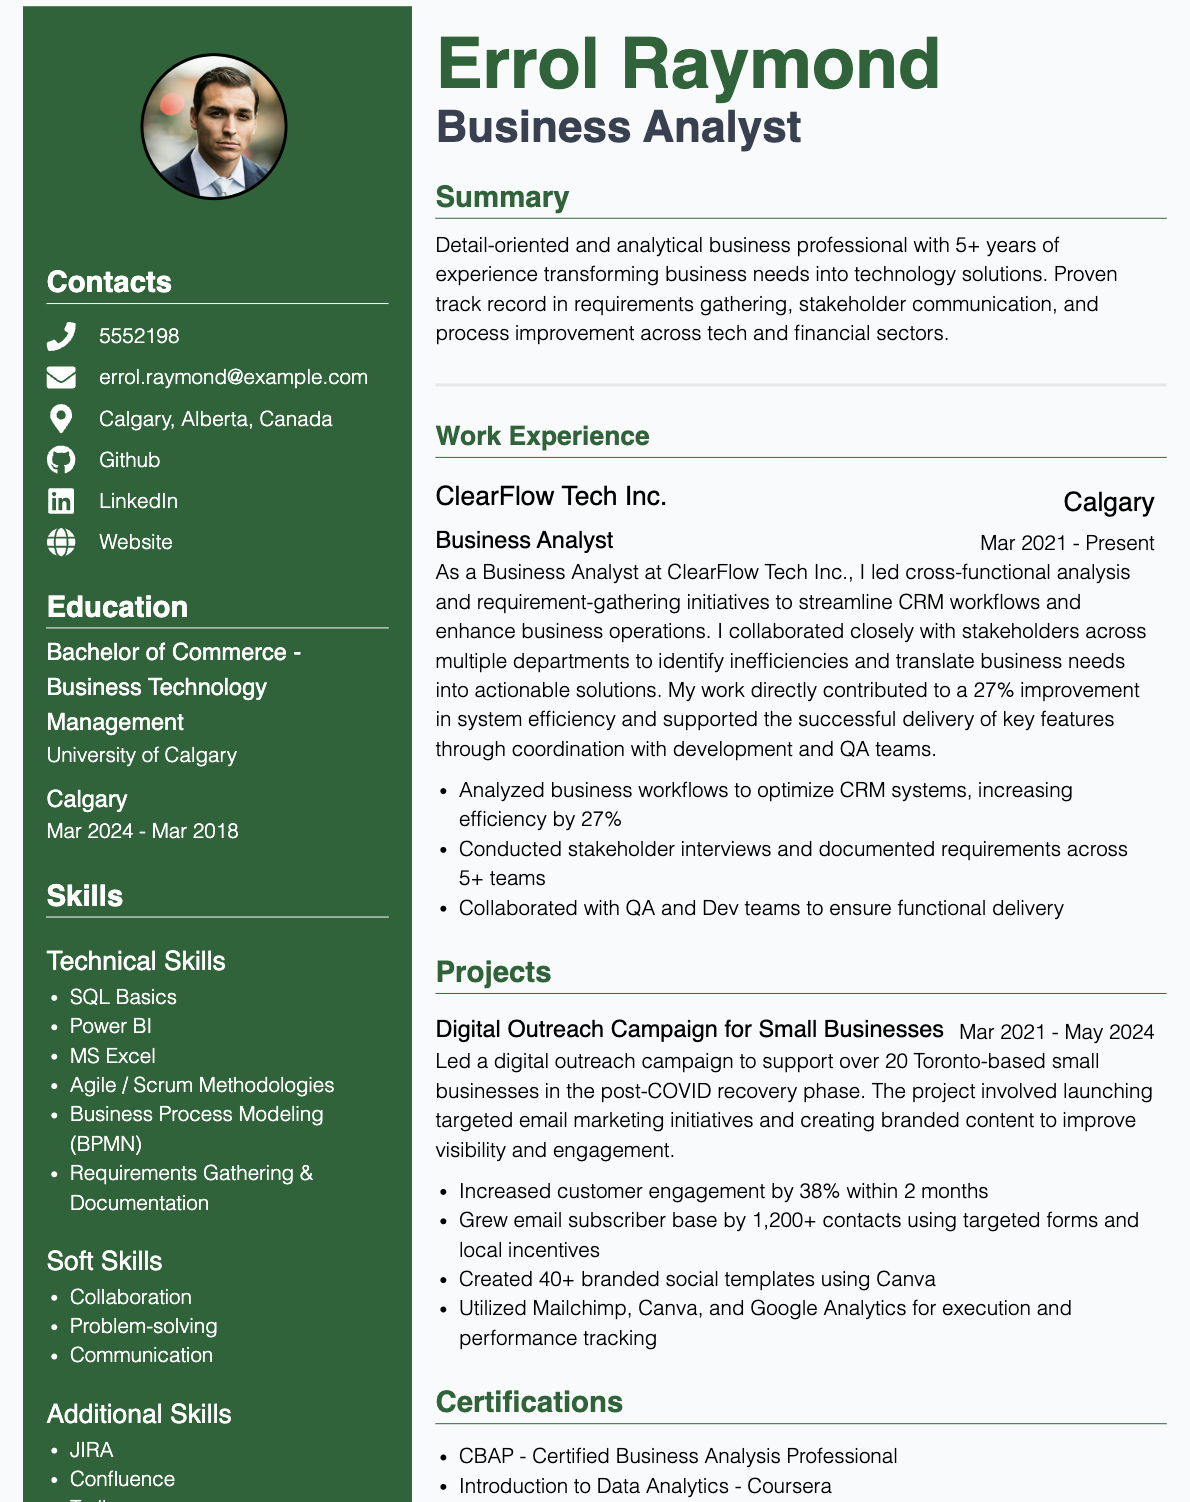 Contacts
5552198
errol.raymond@example.com
Calgary, Alberta, Canada
Github
LinkedIn
Website
Education
Bachelor of Commerce -
Business Technology
Management
University of Calgary
Calgary
Mar 2024 - Mar 2018
Skills
Technical Skills
• SQL Basics
• Power BI
• MS Excel
• Agile / Scrum Methodologies
• Business Process Modeling
(BPMN)
• Requirements Gathering &
Documentation
Soft Skills
• Collaboration
• Problem-solving
• Communication
Additional Skills
• JIRA
• Confluence
Errol Raymond
Business Analyst
Summary
Detail-oriented and analytical business professional with 5+ years of
experience transforming business needs into technology solutions. Proven
track record in requirements gathering, stakeholder communication, and
process improvement across tech and financial sectors.
Work Experience
ClearFlow Tech Inc.
Calgary
Business Analyst
Mar 2021 - Present
As a Business Analyst at ClearFlow Tech Inc., I led cross-functional analysis
and requirement-gathering initiatives to streamline CRM workflows and
enhance business operations. I collaborated closely with stakeholders across
multiple departments to identify inefficiencies and translate business needs
into actionable solutions. My work directly contributed to a 27% improvement
in system efficiency and supported the successful delivery of key features
through coordination with development and QA teams.
• Analyzed business workflows to optimize CRM systems, increasing
efficiency by 27%
• Conducted stakeholder interviews and documented requirements across
5+ teams
• Collaborated with QA and Dev teams to ensure functional delivery
Projects
Digital Outreach Campaign for Small Businesses Mar 2021 - May 2024
Led a digital outreach campaign to support over 20 Toronto-based small
businesses in the post-COVID recovery phase. The project involved launching
targeted email marketing initiatives and creating branded content to improve
visibility and engagement.
• Increased customer engagement by 38% within 2 months
• Grew email subscriber base by 1,200+ contacts using targeted forms and
local incentives
• Created 40+ branded social templates using Canva
• Utilized Mailchimp, Canva, and Google Analytics for execution and
performance tracking
Certifications
• CBAP - Certified Business Analysis Professional
• Introduction to Data Analytics - Coursera